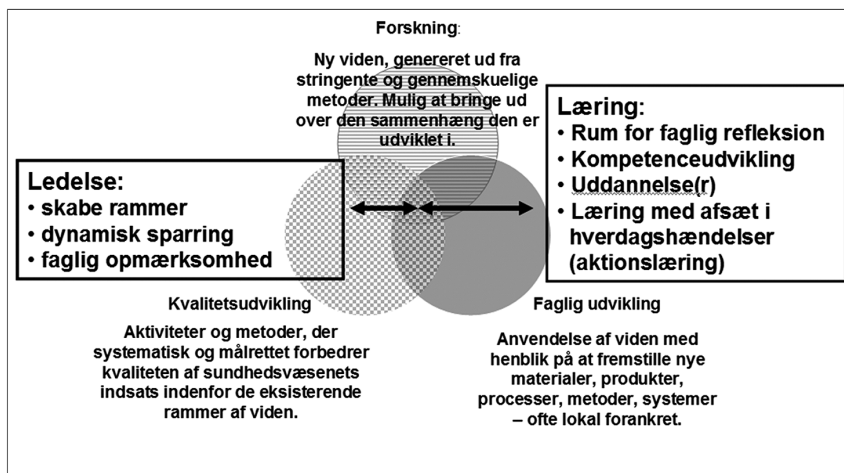 Forskning:
Ny viden, genereret ud fra
stringente og gennemskuelige
metoder. Mulig at bringe ud
over den sammenhæng den er
udviklet i.
Ledelse:
• skabe rammer
• dynamisk sparring
• faglig opmærksomhed
Læring:
• Rum for faglig refleksion
• Kompetenceudvikling
• Uddannelse(r)
• Læring med afsæt i
hverdagshændelser
(aktionslæring)
Kvalitetsudvikling
Aktiviteter og metoder, der
systematisk og målrettet forbedrer
kvaliteten af sundhedsvæsenets
indsats indenfor de eksisterende
rammer af viden.
Faglig udvikling
Anvendelse af viden med
henblik på at fremstille nye
materialer, produkter,
processer, metoder, systemer
– ofte lokal forankret.